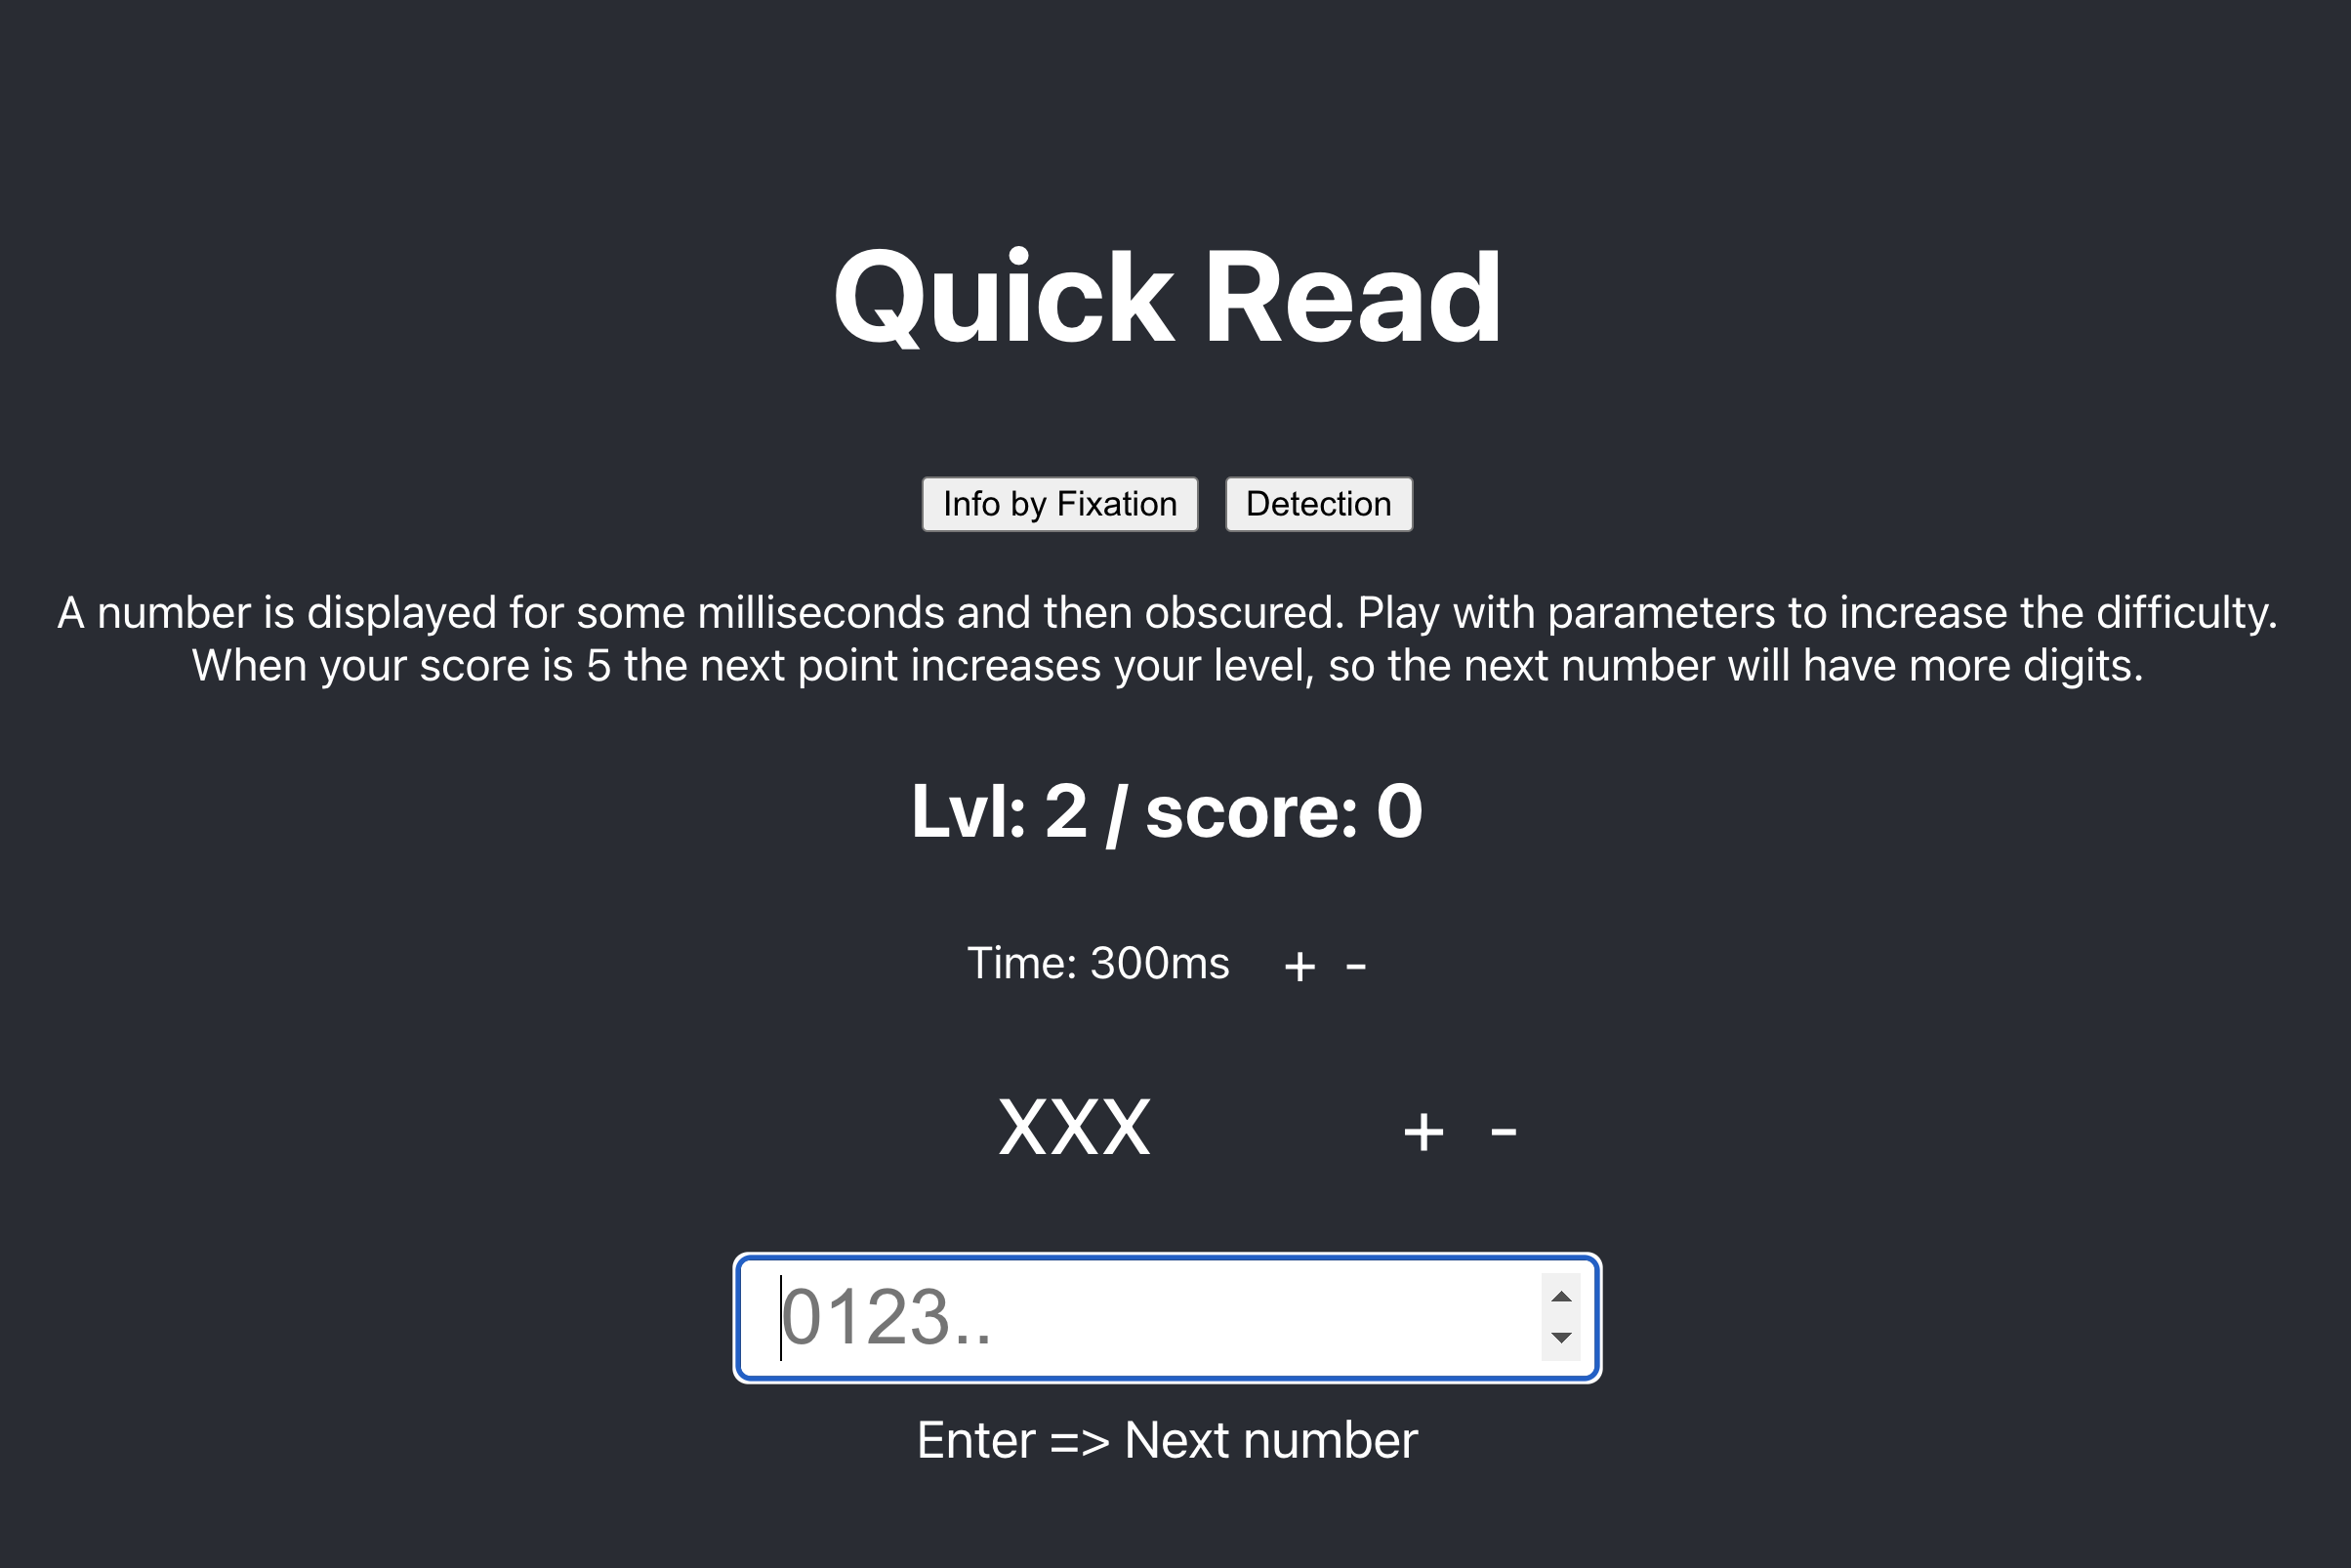 Quick Read
Info by Fixation Detection
A number is displayed for some milliseconds and then obscured. Play with parameters to increase the difficulty.
When your score is 5 the next point increases your level, so the next number will have more digits.
Lvl: 2 / score: 0
Time: 300ms + -
XXX + -
0123..
Enter => Next number